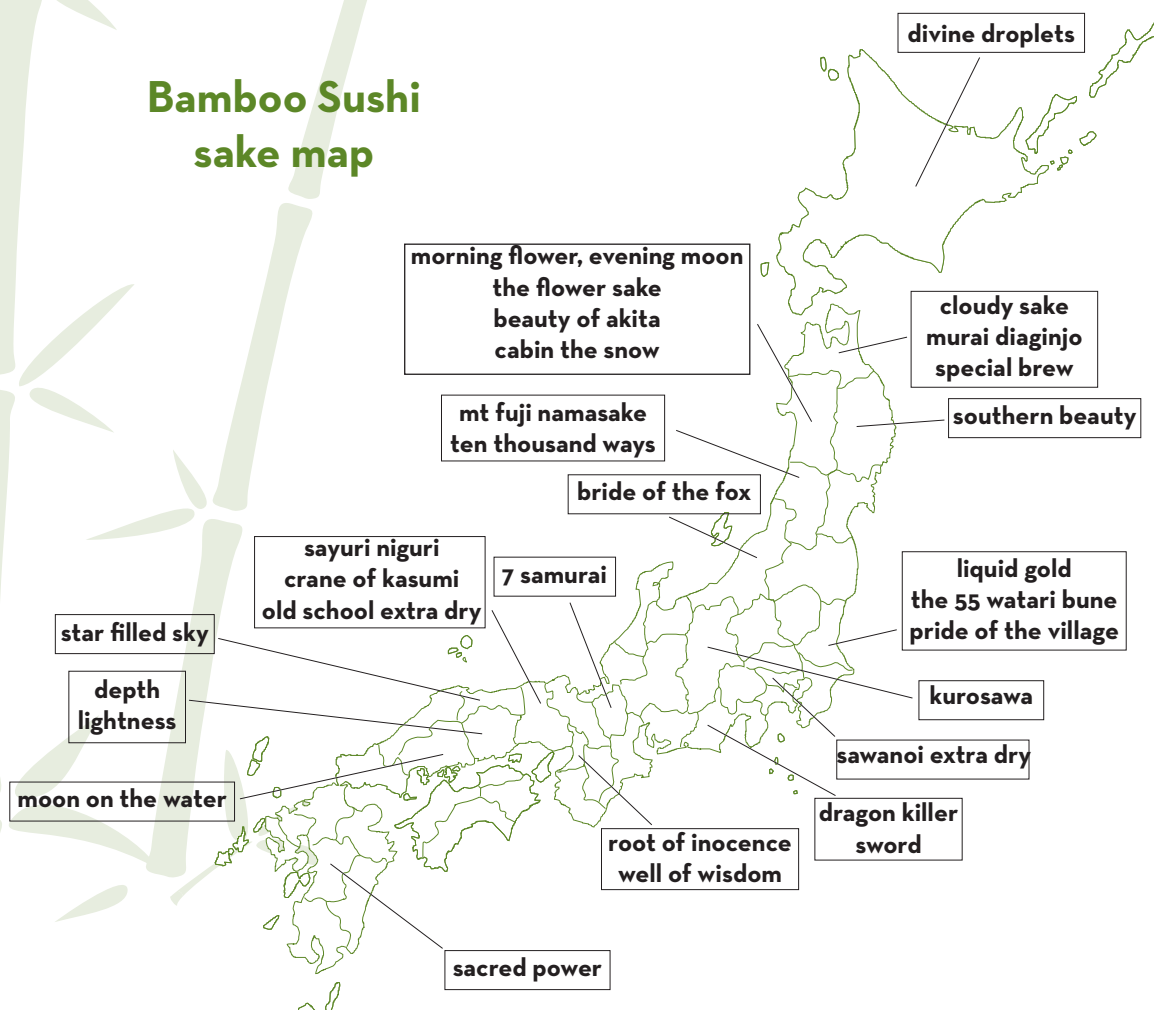 Bamboo Sushi
sake map
divine droplets
morning flower, evening moon
the flower sake
beauty of akita
cabin the snow
cloudy sake
murai diaginjo
special brew
mt fuji namasake
ten thousand ways
southern beauty
bride of the fox
sayuri niguri
crane of kasumi
old school extra dry
7 samurai
liquid gold
the 55 watari bune
pride of the village
star filled sky
depth
lightness
kurosawa
sawanoi extra dry
moon on the water
dragon killer
sword
root of inocence
well of wisdom
sacred power